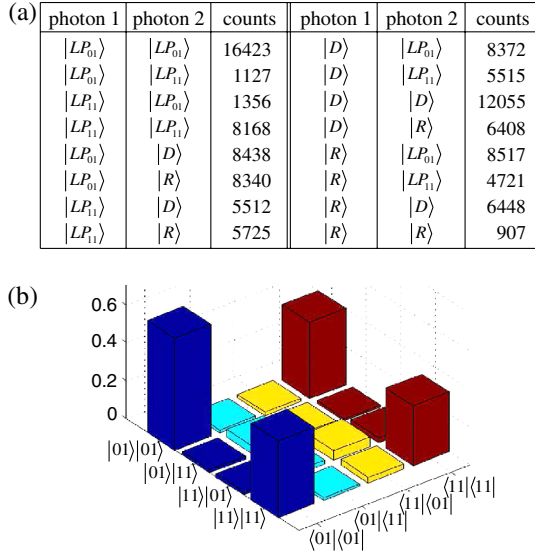 (a)
photon 1 photon 2 counts photon 1 photon 2 counts
|LP₀₁⟩ |LP₀₁⟩ 16423 |D⟩ |LP₀₁⟩ 8372
|LP₀₁⟩ |LP₁₁⟩ 1127 |D⟩ |LP₁₁⟩ 5515
|LP₁₁⟩ |LP₀₁⟩ 1356 |D⟩ |D⟩ 12055
|LP₁₁⟩ |LP₁₁⟩ 8168 |D⟩ |R⟩ 6408
|LP₀₁⟩ |D⟩ 8438 |R⟩ |LP₀₁⟩ 8517
|LP₀₁⟩ |R⟩ 8340 |R⟩ |LP₁₁⟩ 4721
|LP₁₁⟩ |D⟩ 5512 |R⟩ |D⟩ 6448
|LP₁₁⟩ |R⟩ 5725 |R⟩ |R⟩ 907
(b)
0.6
0.4
0.2
0
|01⟩|01⟩
|01⟩|11⟩
|11⟩|01⟩
|11⟩|11⟩
⟨01|⟨01|
⟨01|⟨11|
⟨11|⟨01|
⟨11|⟨11|